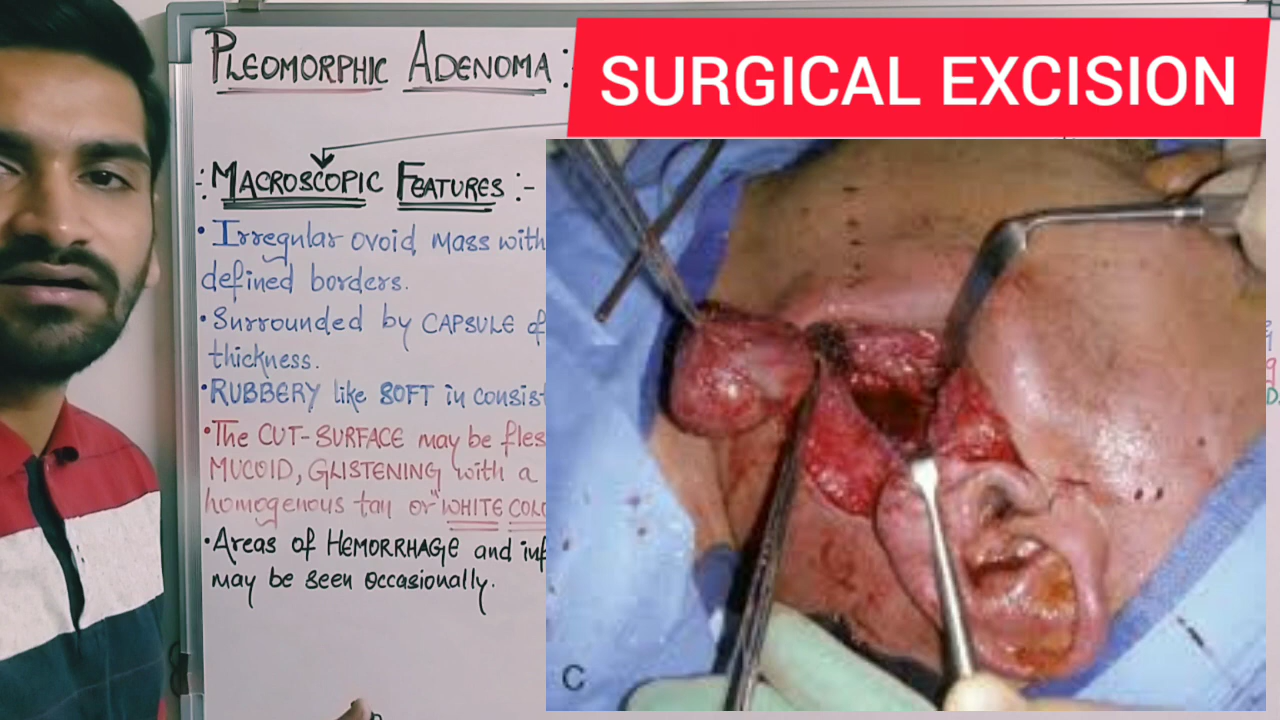 PLEOMORPHIC ADENOMA :
SURGICAL EXCISION
-: MACROSCOPIC FEATURES :-
• Irregular ovoid mass with
defined borders.
• Surrounded by CAPSULE of
thickness.
• RUBBERY like SOFT in consist
• The CUT-SURFACE may be fles
MUCOID, GLISTENING with a
homogenous tan or "WHITE COLO
• Areas of HEMORRHAGE and inf
may be seen occasionally.
C